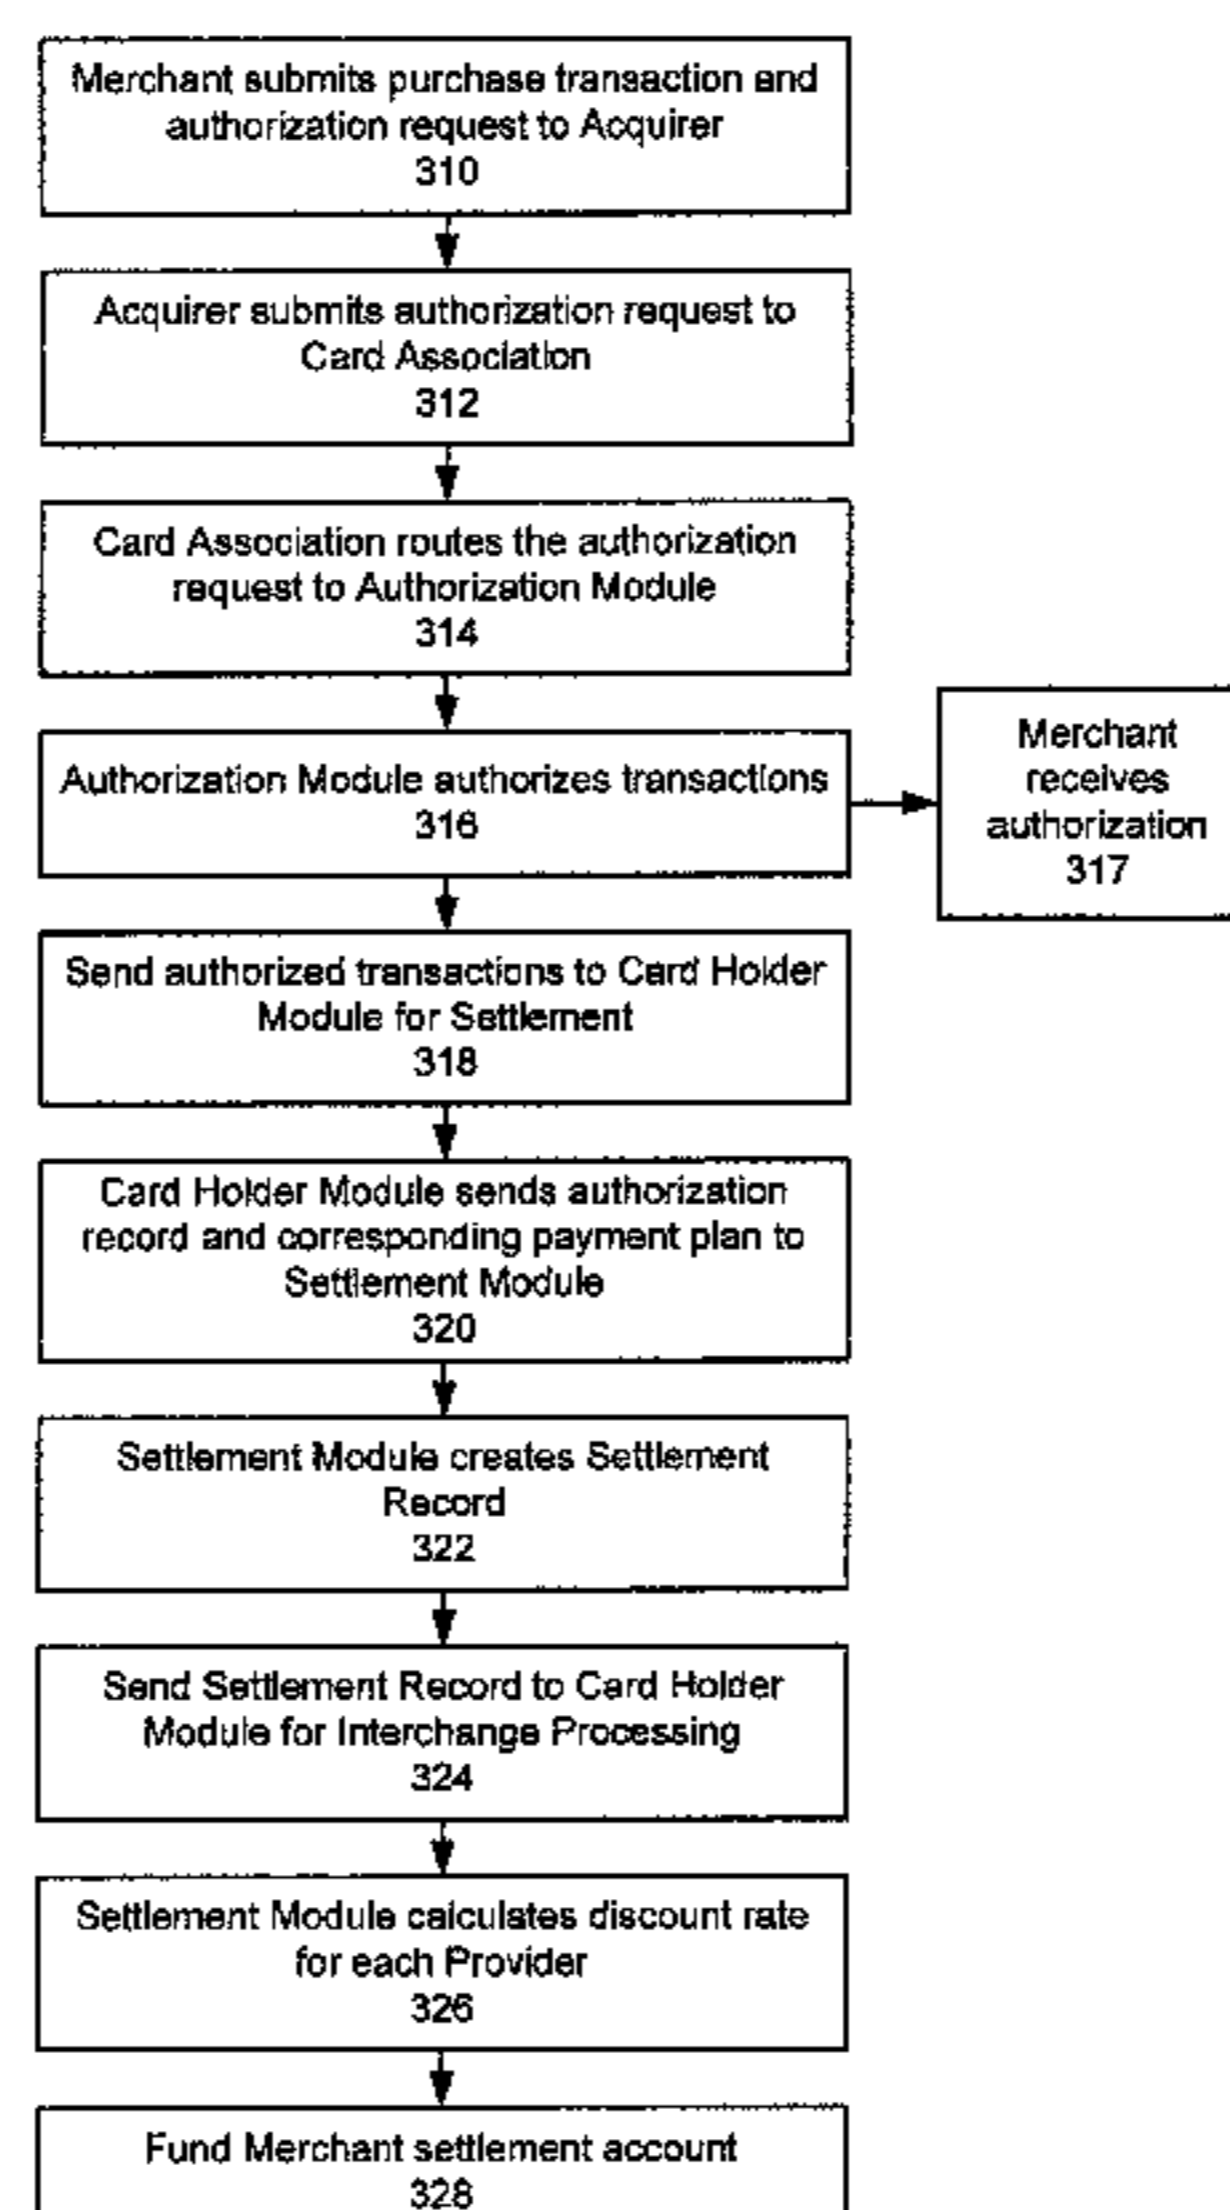 Merchant submits purchase transaction and
authorization request to Acquirer
310
Acquirer submits authorization request to
Card Association
312
Card Association routes the authorization
request to Authorization Module
314
Authorization Module authorizes transactions
316
Merchant
receives
authorization
317
Send authorized transactions to Card Holder
Module for Settlement
318
Card Holder Module sends authorization
record and corresponding payment plan to
Settlement Module
320
Settlement Module creates Settlement
Record
322
Send Settlement Record to Card Holder
Module for Interchange Processing
324
Settlement Module calculates discount rate
for each Provider
326
Fund Merchant settlement account
328